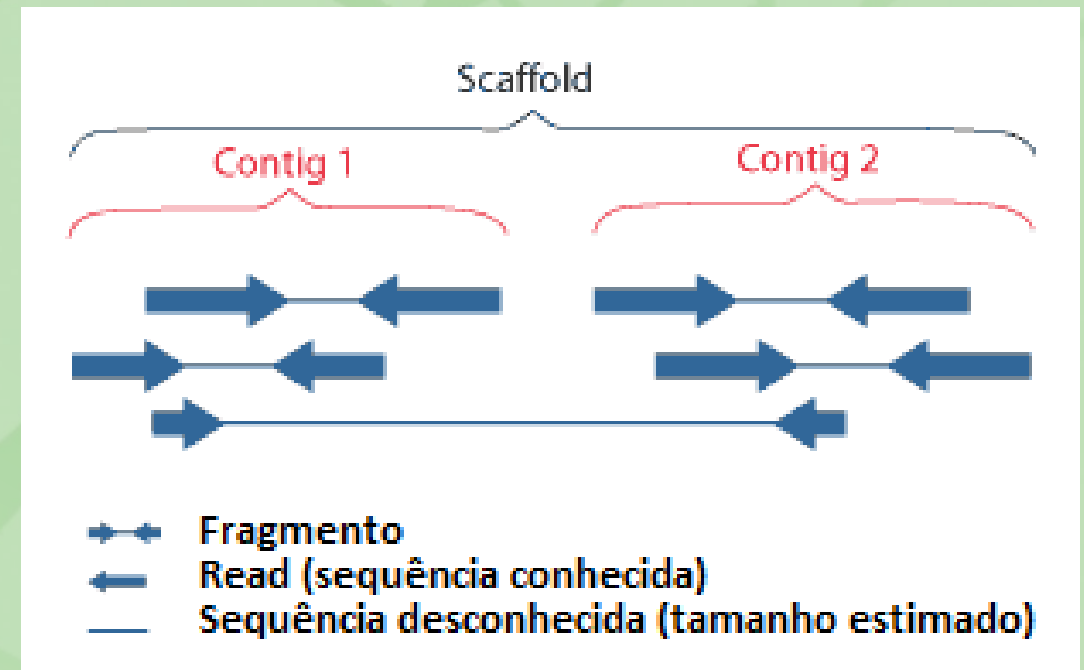 Scaffold
Contig 1
Contig 2
Fragmento
Read (sequência conhecida)
Sequência desconhecida (tamanho estimado)